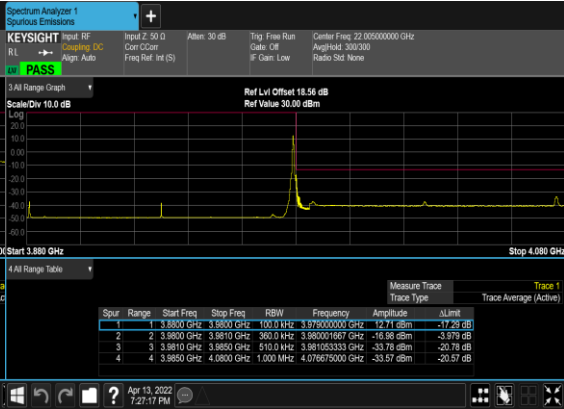 Spectrum Analyzer 1
Spurious Emissions
+
KEYSIGHT Input: RF Input Z: 50 Ω Atten: 30 dB Trig: Free Run Center Freq: 22.005000000 GHz
RL Coupling: DC Corr CCorr Gate: Off Avg|Hold: 300/300
Align: Auto Freq Ref: Int (S) IF Gain: Low Radio Std: None
PASS
3 All Range Graph
Ref Lvl Offset 18.56 dB
Scale/Div 10.0 dB Ref Value 30.00 dBm
Log
20.0
10.0
0.00
-10.0
-20.0
-30.0
-40.0
-50.0
-60.0
Start 3.880 GHz Stop 4.080 GHz
4 All Range Table
Measure Trace Trace 1
Trace Type Trace Average (Active)
Spur Range Start Freq Stop Freq RBW Frequency Amplitude ΔLimit
1 1 3.8800 GHz 3.9800 GHz 100.0 kHz 3.979000000 GHz 12.71 dBm -17.29 dB
2 2 3.9800 GHz 3.9810 GHz 360.0 kHz 3.980001667 GHz -16.98 dBm -3.979 dB
3 3 3.9810 GHz 3.9850 GHz 510.0 kHz 3.981053333 GHz -33.78 dBm -20.78 dB
4 4 3.9850 GHz 4.0800 GHz 1.000 MHz 4.076675000 GHz -33.57 dBm -20.57 dB
? Apr 13, 2022
7:27:17 PM